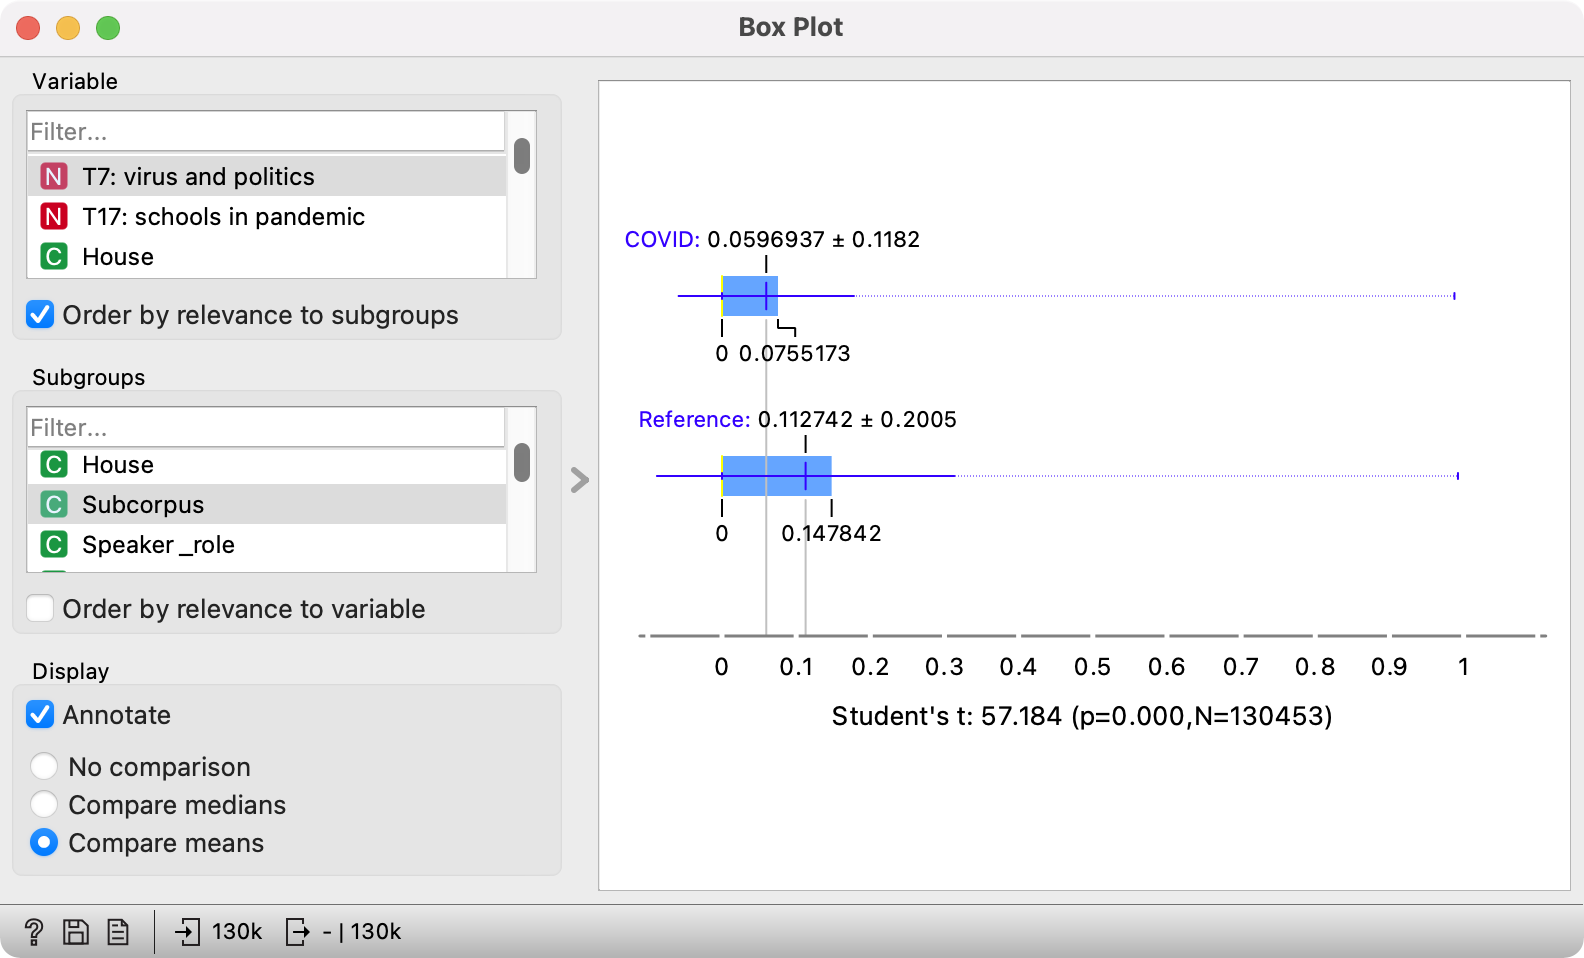 Box Plot
Variable
Filter...
N T7: virus and politics
N T17: schools in pandemic
C House
Order by relevance to subgroups
Subgroups
Filter...
C House
C Subcorpus
C Speaker_role
Order by relevance to variable
Display
Annotate
No comparison
Compare medians
Compare means
COVID: 0.0596937 ± 0.1182
0 0.0755173
Reference: 0.112742 ± 0.2005
0 0.147842
0 0.1 0.2 0.3 0.4 0.5 0.6 0.7 0.8 0.9 1
Student's t: 57.184 (p=0.000,N=130453)
? 130k - | 130k